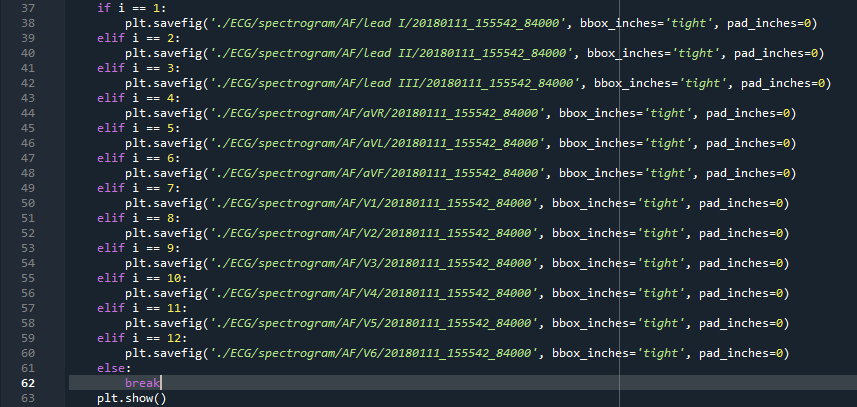 37 if i == 1:
38 plt.savefig('./ECG/spectrogram/AF/lead I/20180111_155542_84000', bbox_inches='tight', pad_inches=0)
39 elif i == 2:
40 plt.savefig('./ECG/spectrogram/AF/lead II/20180111_155542_84000', bbox_inches='tight', pad_inches=0)
41 elif i == 3:
42 plt.savefig('./ECG/spectrogram/AF/lead III/20180111_155542_84000', bbox_inches='tight', pad_inches=0)
43 elif i == 4:
44 plt.savefig('./ECG/spectrogram/AF/aVR/20180111_155542_84000', bbox_inches='tight', pad_inches=0)
45 elif i == 5:
46 plt.savefig('./ECG/spectrogram/AF/aVL/20180111_155542_84000', bbox_inches='tight', pad_inches=0)
47 elif i == 6:
48 plt.savefig('./ECG/spectrogram/AF/aVF/20180111_155542_84000', bbox_inches='tight', pad_inches=0)
49 elif i == 7:
50 plt.savefig('./ECG/spectrogram/AF/V1/20180111_155542_84000', bbox_inches='tight', pad_inches=0)
51 elif i == 8:
52 plt.savefig('./ECG/spectrogram/AF/V2/20180111_155542_84000', bbox_inches='tight', pad_inches=0)
53 elif i == 9:
54 plt.savefig('./ECG/spectrogram/AF/V3/20180111_155542_84000', bbox_inches='tight', pad_inches=0)
55 elif i == 10:
56 plt.savefig('./ECG/spectrogram/AF/V4/20180111_155542_84000', bbox_inches='tight', pad_inches=0)
57 elif i == 11:
58 plt.savefig('./ECG/spectrogram/AF/V5/20180111_155542_84000', bbox_inches='tight', pad_inches=0)
59 elif i == 12:
60 plt.savefig('./ECG/spectrogram/AF/V6/20180111_155542_84000', bbox_inches='tight', pad_inches=0)
61 else:
62 break
63 plt.show()